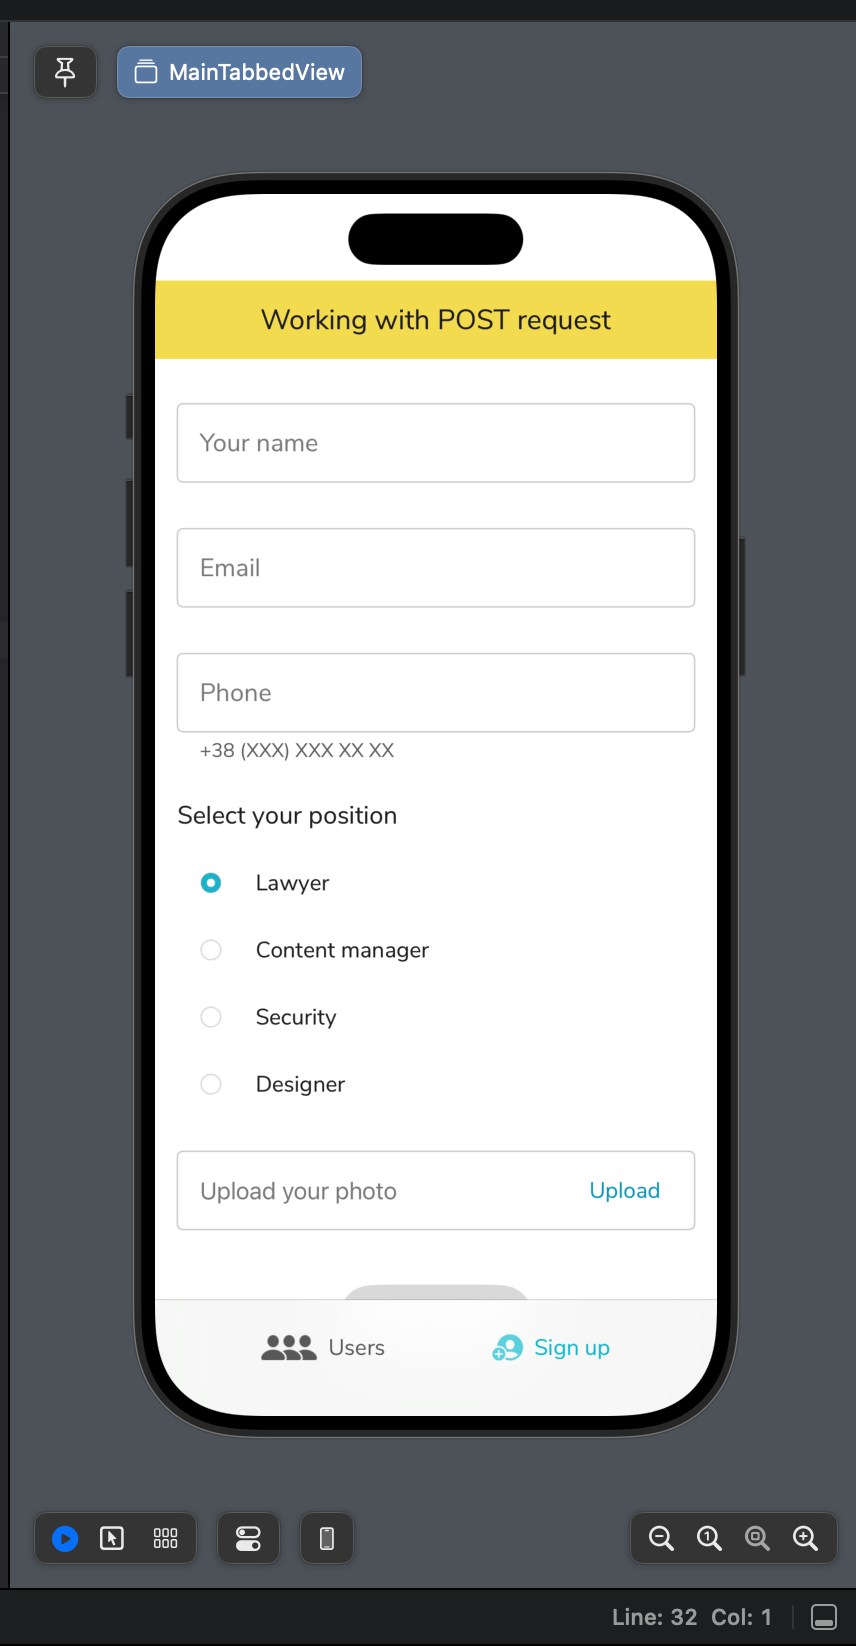 MainTabbedView
Working with POST request
Your name
Email
Phone
+38 (XXX) XXX XX XX
Select your position
Lawyer
Content manager
Security
Designer
Upload your photo Upload
Users Sign up
1
Line: 32 Col: 1